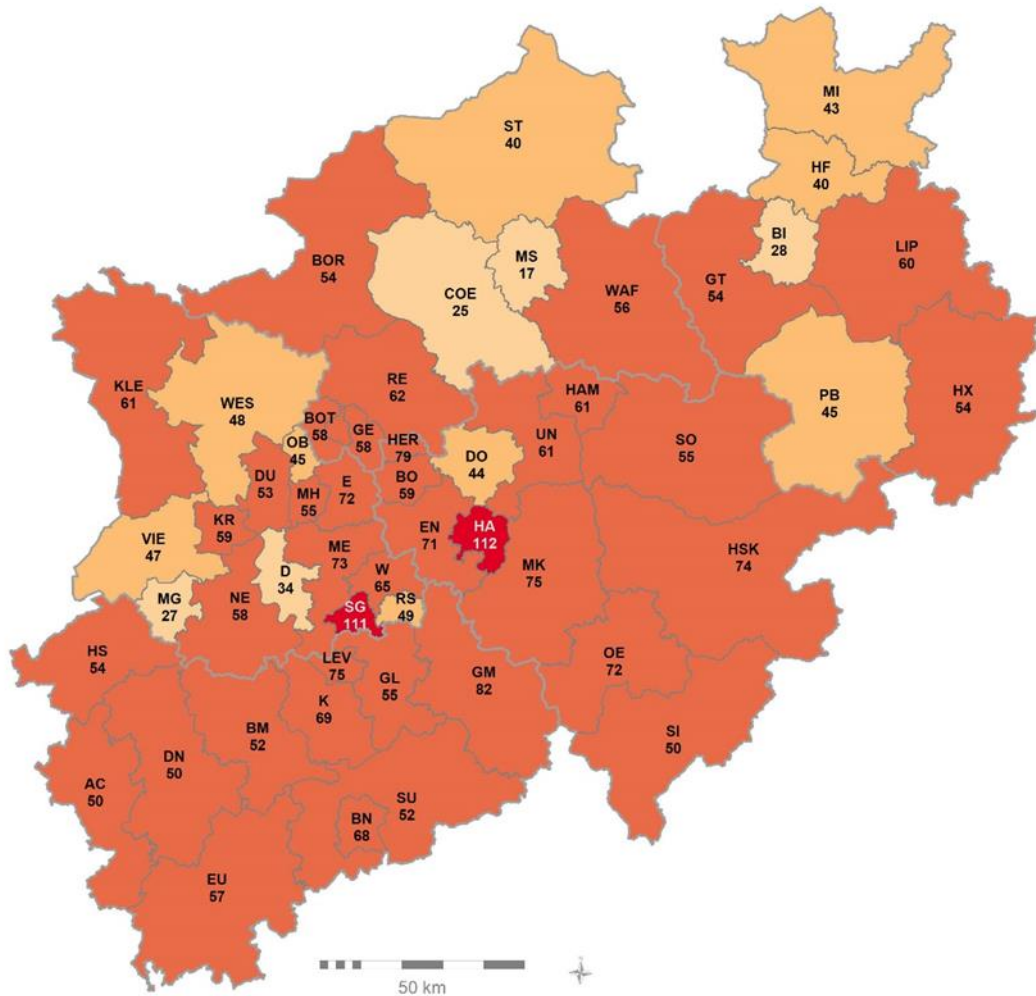 MI
43
ST
40
HF
40
BI
28
LIP
60
MS
17
BOR
54
GT
54
COE
25
WAF
56
KLE
61
RE
62
HAM
61
HX
54
PB
45
WES
48
BOT
58
GE
58
OB
45
HER
79
UN
61
SO
55
DO
44
DU
53
BO
59
E
72
MH
55
KR
59
EN
71
HA
112
VIE
47
ME
73
HSK
74
MK
75
W
65
D
34
MG
27
NE
58
SG
111
RS
49
HS
54
LEV
75
OE
72
GL
55
GM
82
K
69
BM
52
SI
50
DN
50
AC
50
SU
52
BN
68
EU
57
50 km